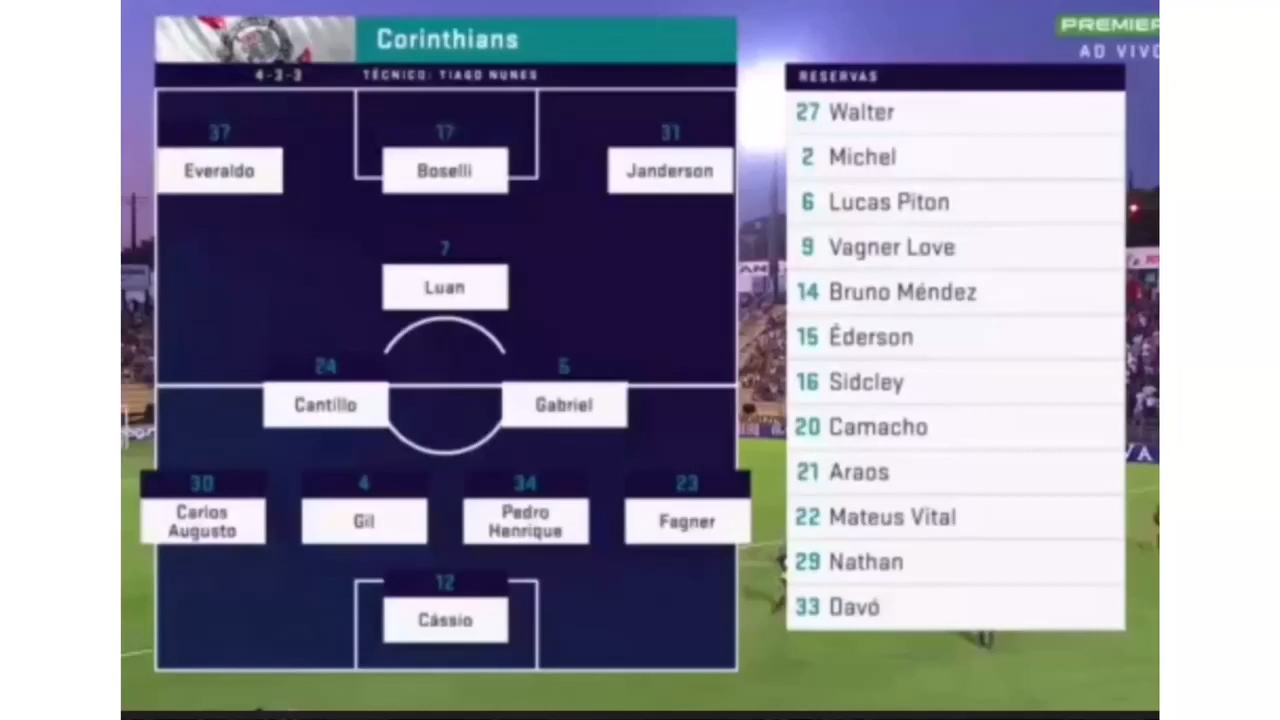 Corinthians
4-3-3 TÉCNICO: TIAGO NUNES
37
Everaldo
17
Boselli
31
Janderson
7
Luan
24
Cantillo
5
Gabriel
30
Carlos
Augusto
4
Gil
34
Pedro
Henrique
23
Fagner
12
Cássio
PREMIER
AO VIVO
RESERVAS
27 Walter
2 Michel
6 Lucas Piton
9 Vagner Love
14 Bruno Méndez
15 Éderson
16 Sidcley
20 Camacho
21 Araos
22 Mateus Vital
29 Nathan
33 Davó